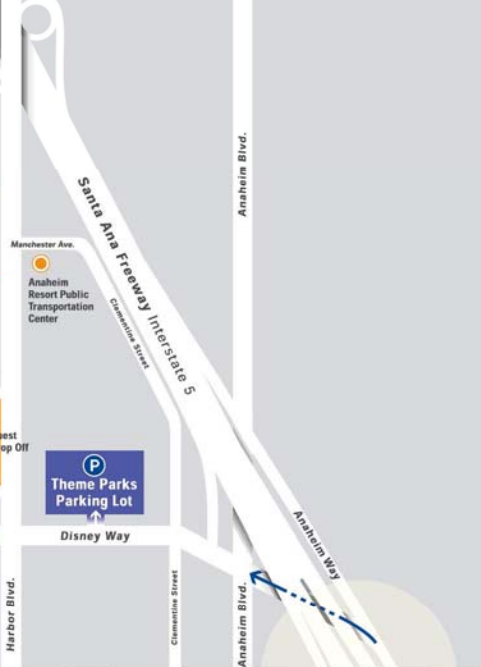 Anaheim Blvd.
Santa Ana Freeway Interstate 5
Manchester Ave.
Anaheim
Resort Public
Transportation
Center
Clementine Street
op Off
P
Theme Parks
Parking Lot
Disney Way
Anaheim Way
Harbor Blvd.
Clementine Street
Anaheim Blvd.